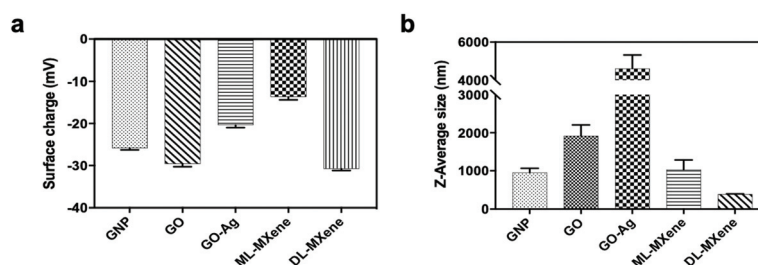 a
Surface charge (mV)
0
-10
-20
-30
-40
GNP
GO
GO-Ag
ML-MXene
DL-MXene
b
Z-Average size (nm)
6000
4000
3000
2000
1000
0
GNP
GO
GO-Ag
ML-MXene
DL-MXene